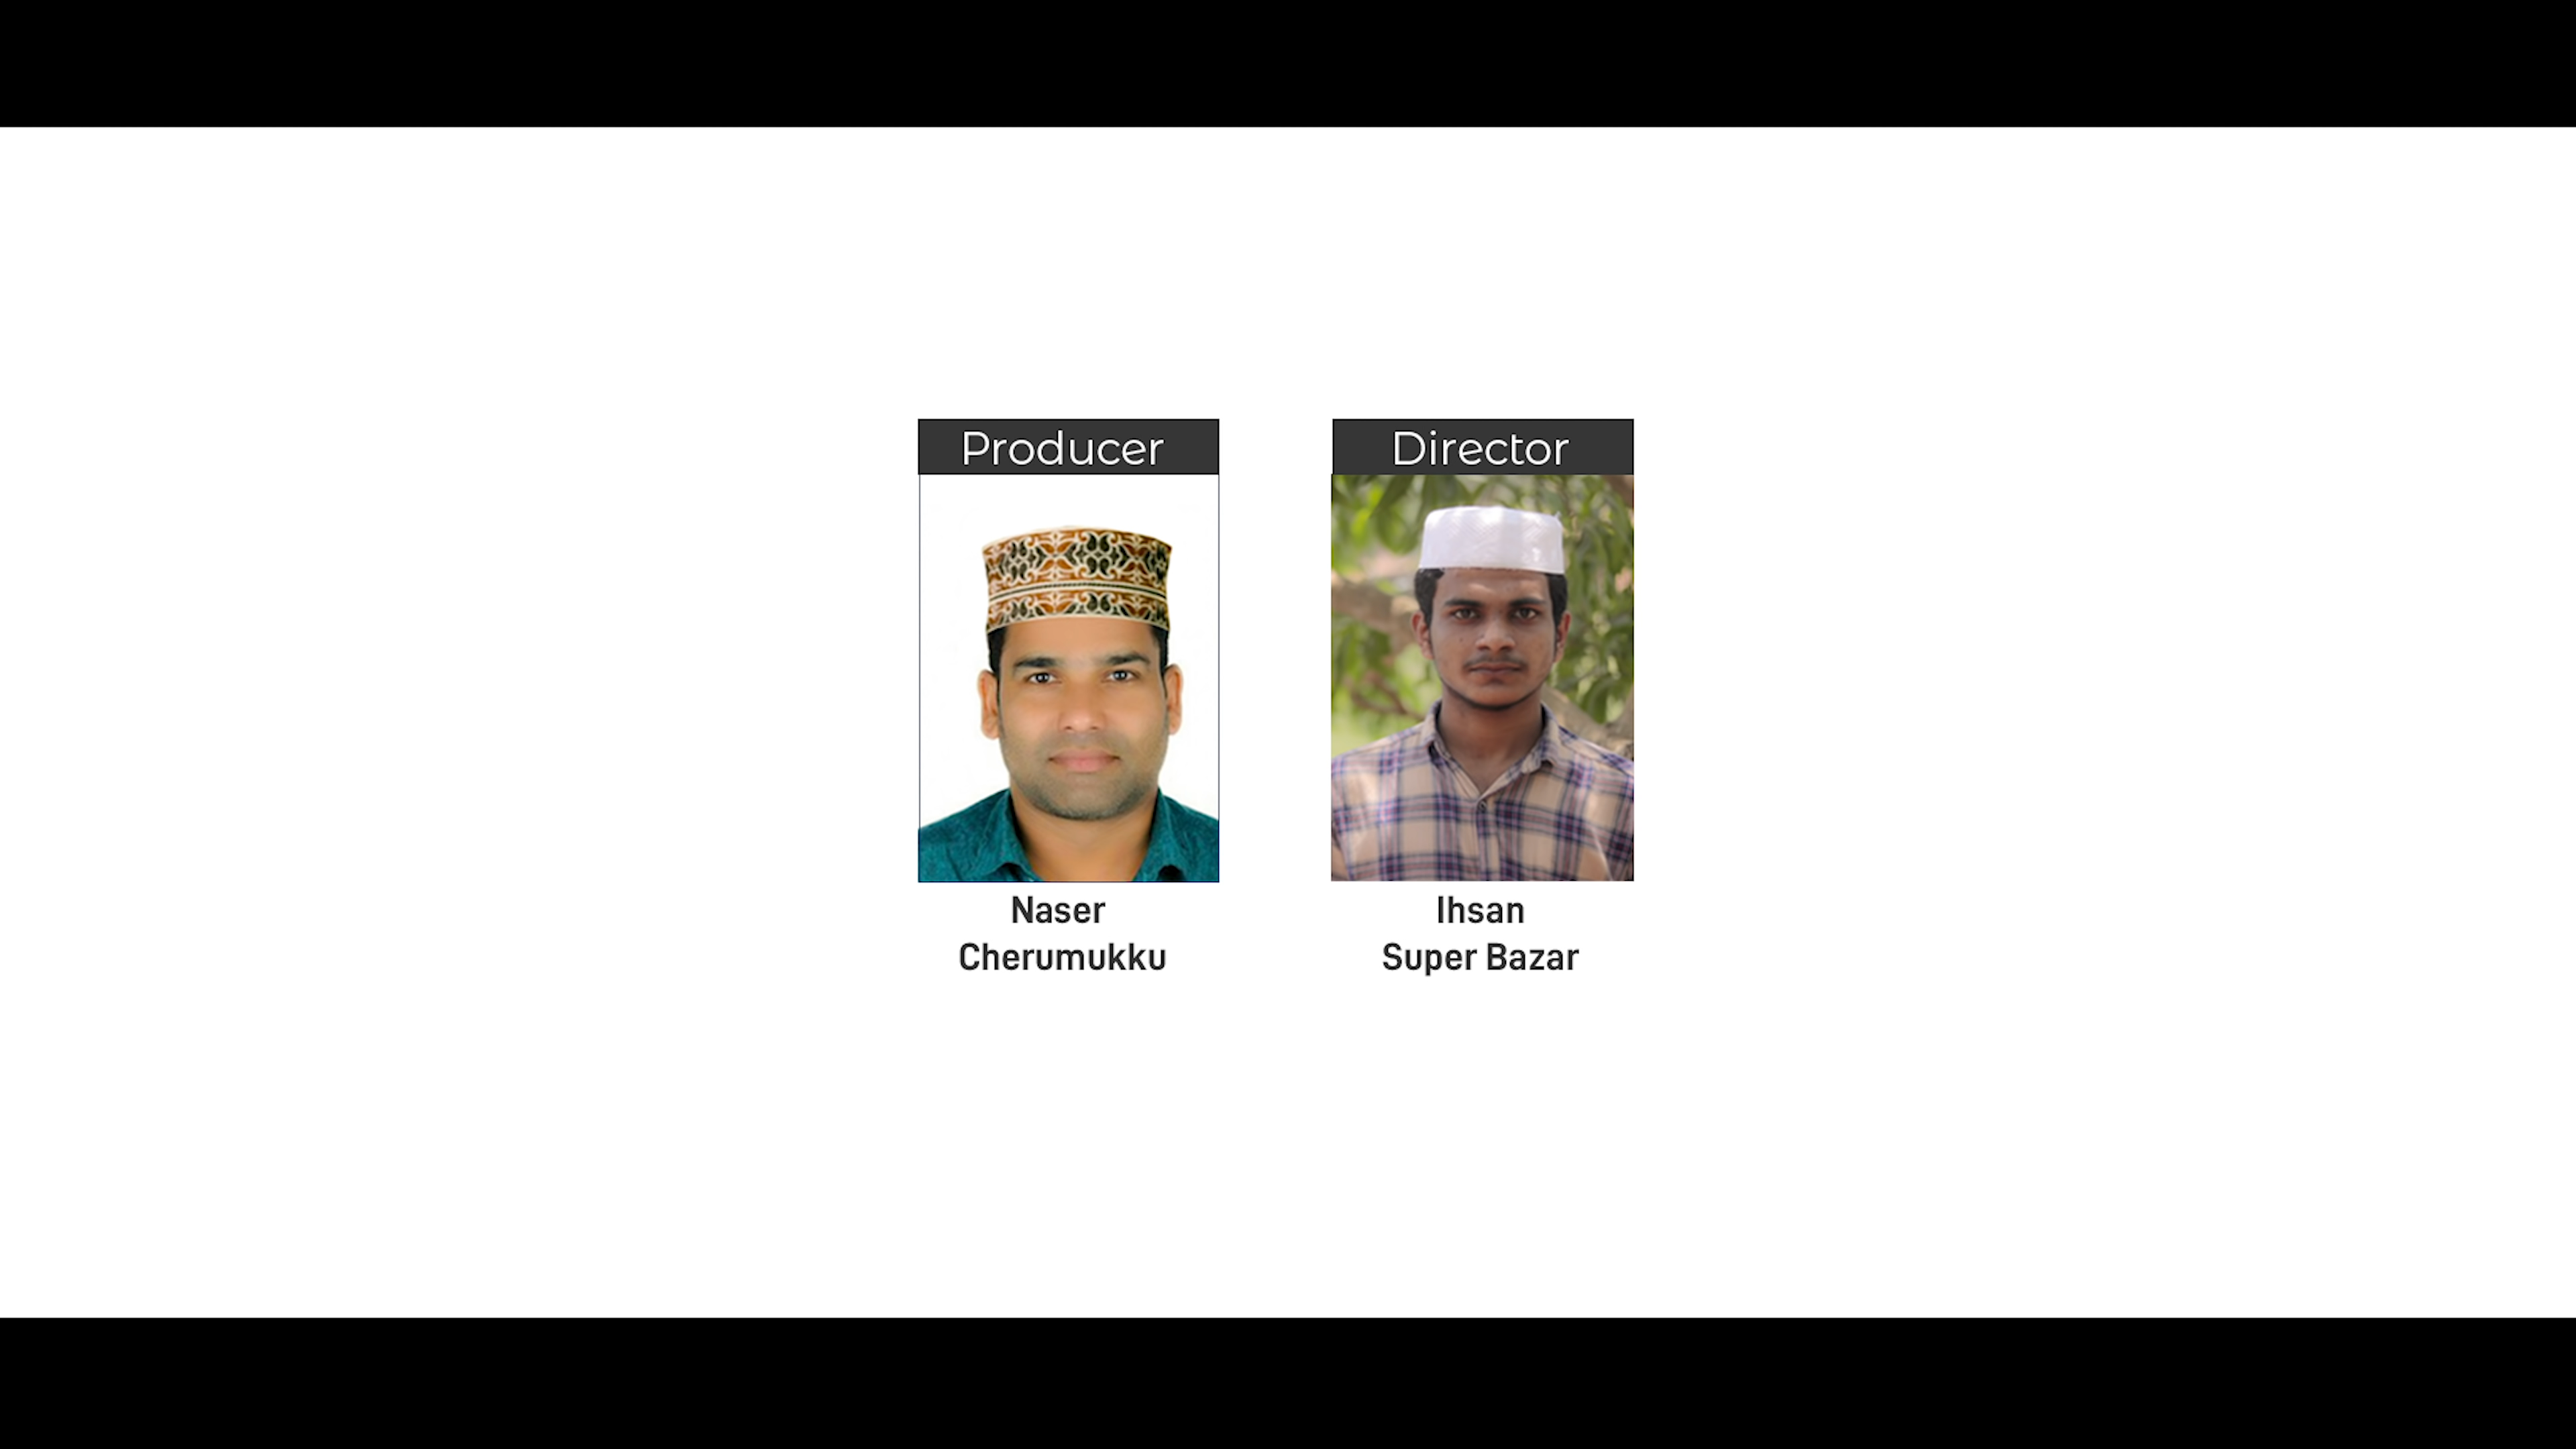 Producer
Naser
Cherumukku
Director
Ihsan
Super Bazar